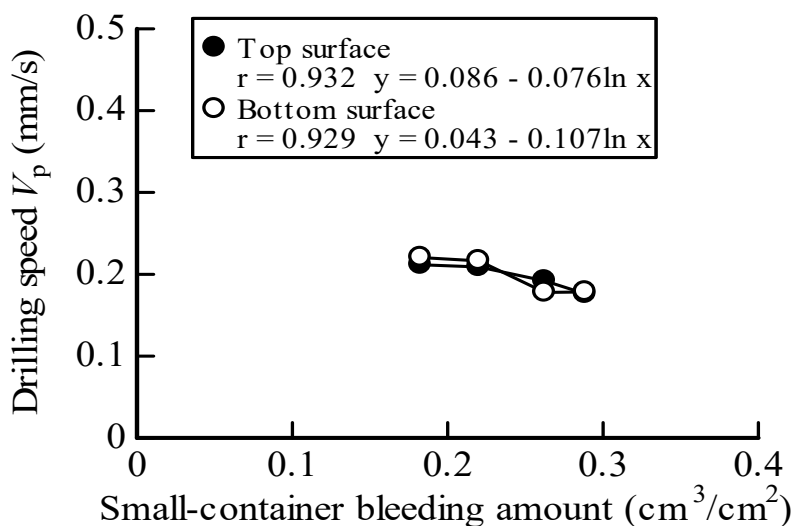 0.5
0.4
0.3
0.2
0.1
0
Drilling speed Vp (mm/s)
Top surface
r = 0.932 y = 0.086 - 0.076ln x
Bottom surface
r = 0.929 y = 0.043 - 0.107ln x
0 0.1 0.2 0.3 0.4
Small-container bleeding amount (cm³/cm²)